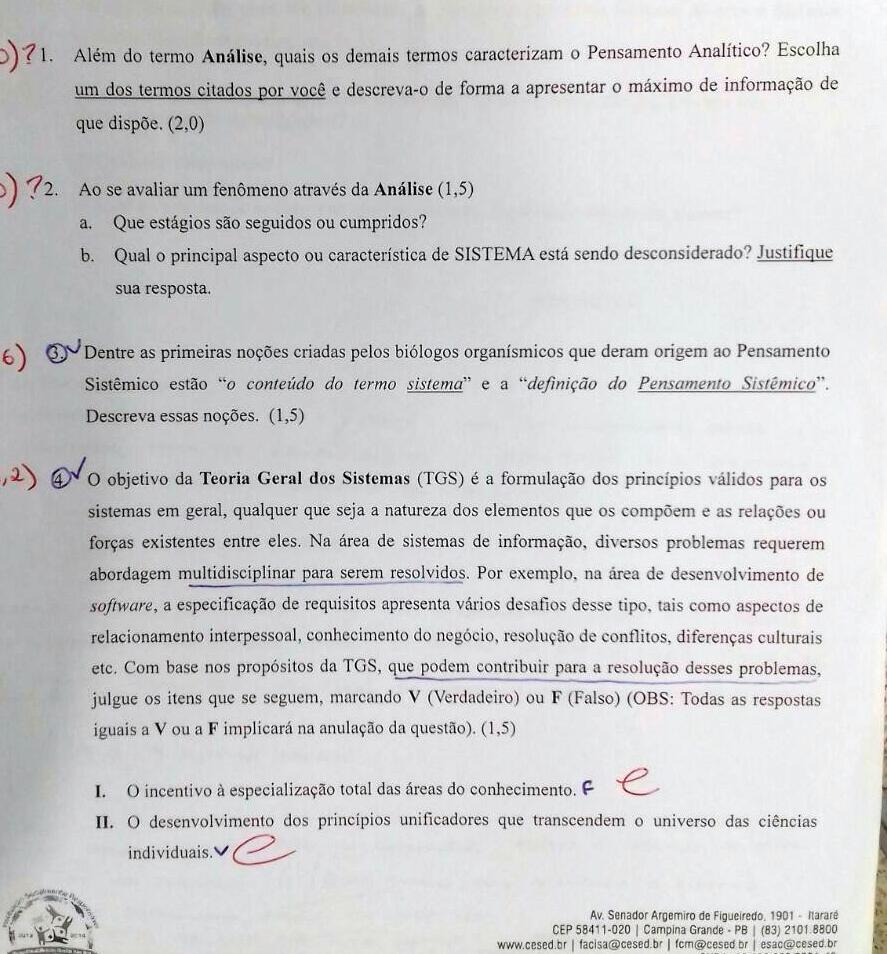 )? 1. Além do termo Análise, quais os demais termos caracterizam o Pensamento Analítico? Escolha
um dos termos citados por você e descreva-o de forma a apresentar o máximo de informação de
que dispõe. (2,0)
)? 2. Ao se avaliar um fenômeno através da Análise (1,5)
a. Que estágios são seguidos ou cumpridos?
b. Qual o principal aspecto ou característica de SISTEMA está sendo desconsiderado? Justifique
sua resposta.
6) 3. Dentre as primeiras noções criadas pelos biólogos organísmicos que deram origem ao Pensamento
Sistêmico estão “o conteúdo do termo sistema” e a “definição do Pensamento Sistêmico”.
Descreva essas noções. (1,5)
,2) 4. O objetivo da Teoria Geral dos Sistemas (TGS) é a formulação dos princípios válidos para os
sistemas em geral, qualquer que seja a natureza dos elementos que os compõem e as relações ou
forças existentes entre eles. Na área de sistemas de informação, diversos problemas requerem
abordagem multidisciplinar para serem resolvidos. Por exemplo, na área de desenvolvimento de
software, a especificação de requisitos apresenta vários desafios desse tipo, tais como aspectos de
relacionamento interpessoal, conhecimento do negócio, resolução de conflitos, diferenças culturais
etc. Com base nos propósitos da TGS, que podem contribuir para a resolução desses problemas,
julgue os itens que se seguem, marcando V (Verdadeiro) ou F (Falso) (OBS: Todas as respostas
iguais a V ou a F implicará na anulação da questão). (1,5)
I. O incentivo à especialização total das áreas do conhecimento. F e
II. O desenvolvimento dos princípios unificadores que transcendem o universo das ciências
individuais. V e
Av. Senador Argemiro de Figueiredo, 1901 - Itararé
CEP 58411-020 | Campina Grande - PB | (83) 2101.8800
www.cesed.br | facisa@cesed.br | fcm@cesed.br | esac@cesed.br